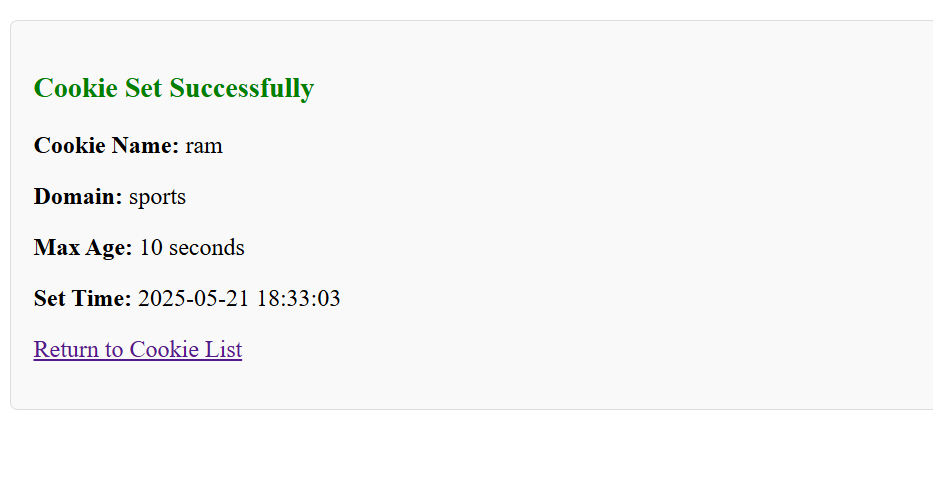 Cookie Set Successfully
Cookie Name: ram
Domain: sports
Max Age: 10 seconds
Set Time: 2025-05-21 18:33:03
Return to Cookie List